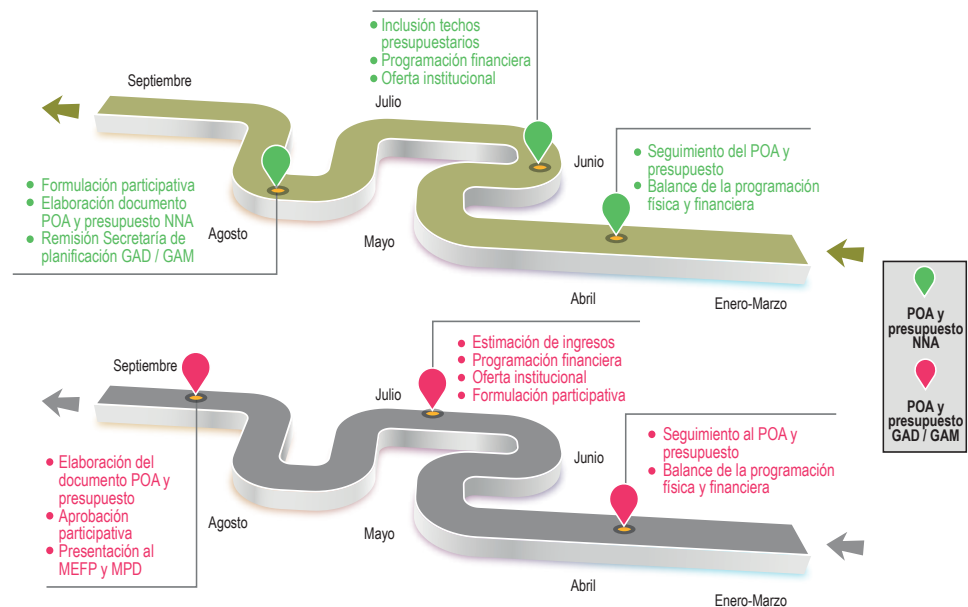 • Inclusión techos
presupuestarios
• Programación financiera
• Oferta institucional
Septiembre
Julio
Junio
• Seguimiento del POA y
presupuesto
• Balance de la programación
física y financiera
• Formulación participativa
• Elaboración documento
POA y presupuesto NNA
• Remisión Secretaría de
planificación GAD / GAM
Agosto
Mayo
Abril
Enero-Marzo
POA y
presupuesto
NNA
POA y
presupuesto
GAD / GAM
• Estimación de ingresos
• Programación financiera
• Oferta institucional
• Formulación participativa
Septiembre
Julio
Junio
• Seguimiento al POA y
presupuesto
• Balance de la programación
física y financiera
• Elaboración del
documento POA y
presupuesto
• Aprobación
participativa
• Presentación al
MEFP y MPD
Agosto
Mayo
Abril
Enero-Marzo